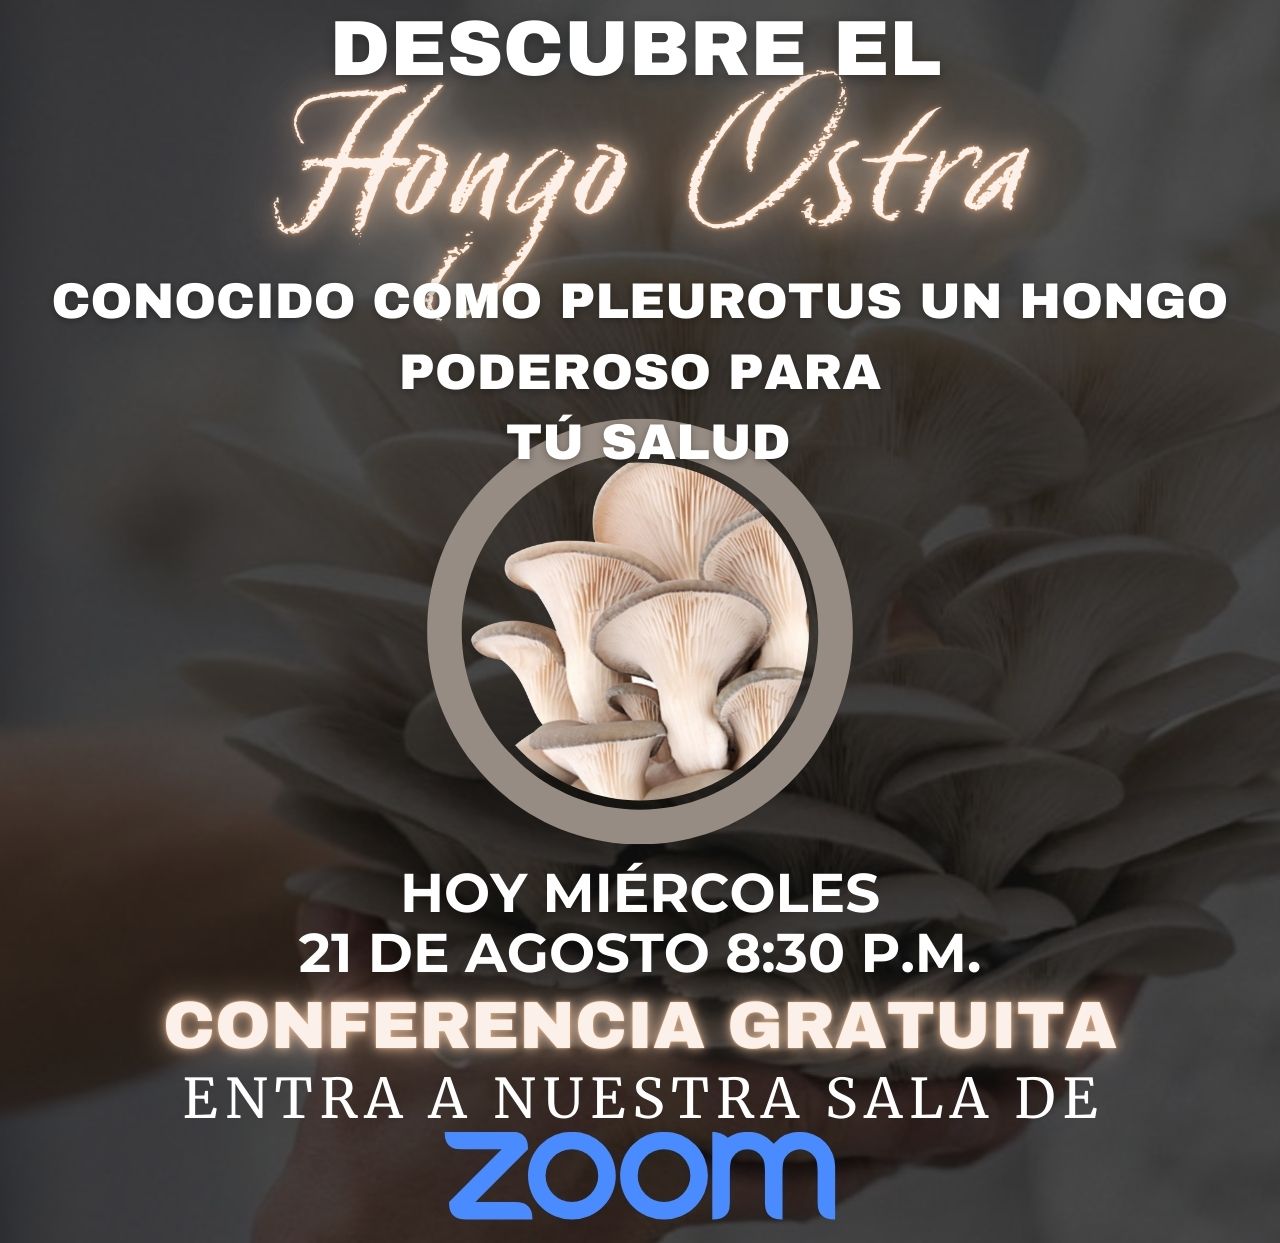 DESCUBRE EL
Hongo Ostra
CONOCIDO COMO PLEUROTUS UN HONGO
PODEROSO PARA
TÚ SALUD
HOY MIÉRCOLES
21 DE AGOSTO 8:30 P.M.
CONFERENCIA GRATUITA
ENTRA A NUESTRA SALA DE
zoom